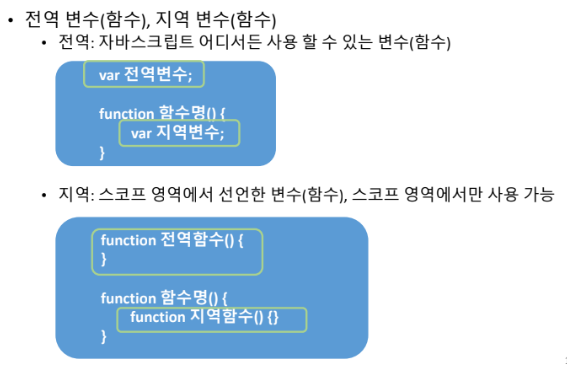 • 전역 변수(함수), 지역 변수(함수)
• 전역: 자바스크립트 어디서든 사용 할 수 있는 변수(함수)
var 전역변수;
function 함수명() {
var 지역변수;
}
• 지역: 스코프 영역에서 선언한 변수(함수), 스코프 영역에서만 사용 가능
function 전역함수() {
}
function 함수명() {
function 지역함수() {}
}